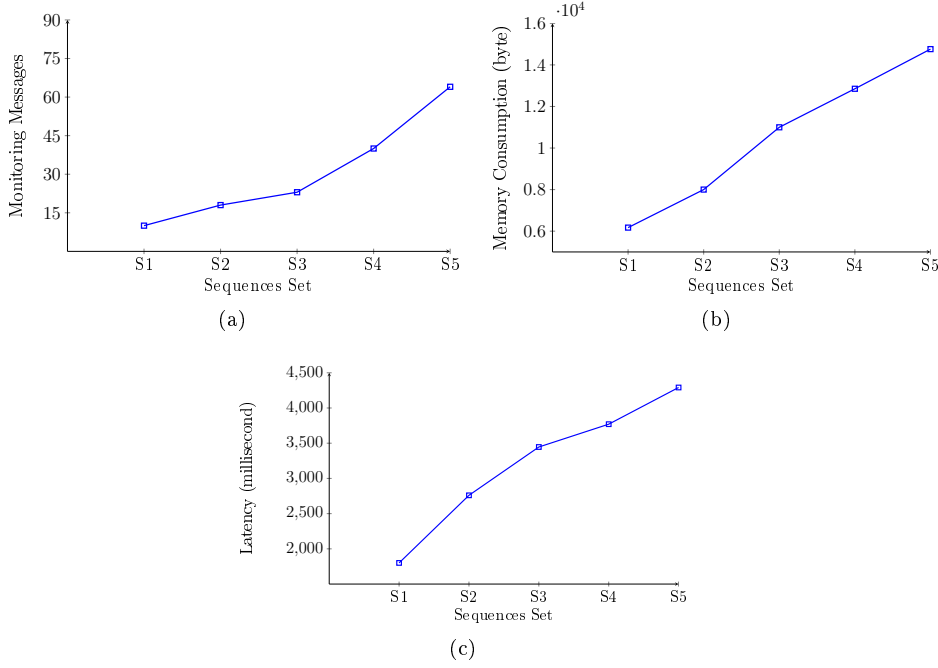 90
75
60
45
30
15
Monitoring Messages
S1 S2 S3 S4 S5
Sequences Set
(a)
·10⁴
1.6
1.4
1.2
1
0.8
0.6
Memory Consumption (byte)
S1 S2 S3 S4 S5
Sequences Set
(b)
4,500
4,000
3,500
3,000
2,500
2,000
Latency (millisecond)
S1 S2 S3 S4 S5
Sequences Set
(c)